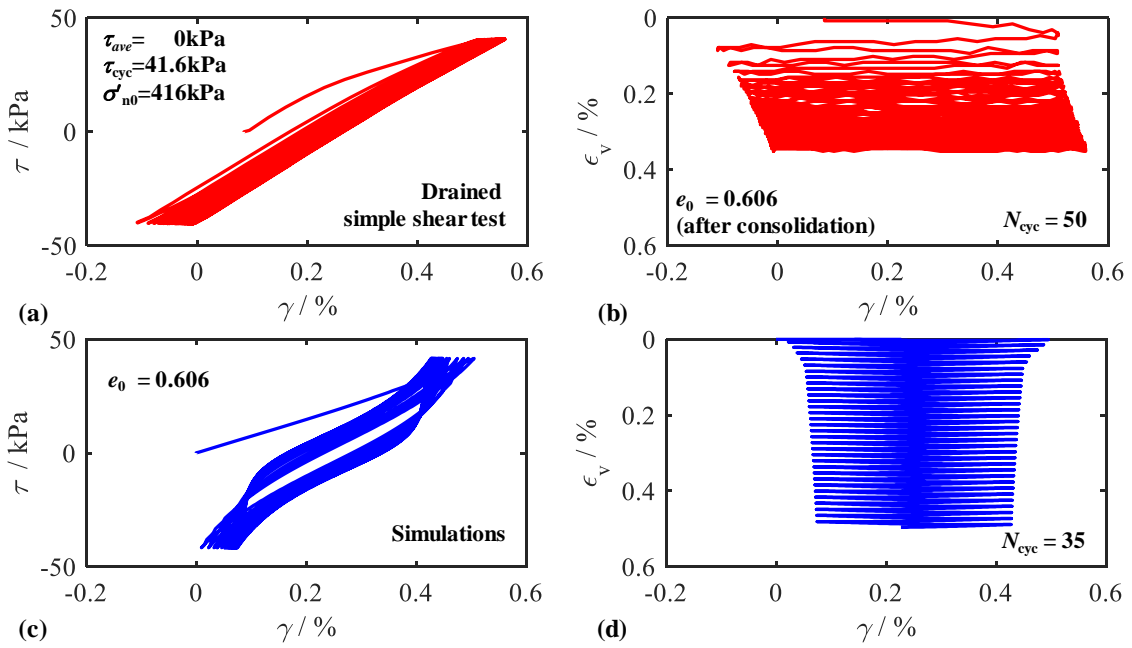 50
0
-50
τ / kPa
τave= 0kPa
τcyc=41.6kPa
σ′n0=416kPa
Drained
simple shear test
-0.2 0 0.2 0.4 0.6
(a)
γ / %
0
0.2
0.4
0.6
ϵv / %
e0 = 0.606
(after consolidation)
Ncyc = 50
-0.2 0 0.2 0.4 0.6
(b)
γ / %
50
0
-50
τ / kPa
e0 = 0.606
Simulations
-0.2 0 0.2 0.4 0.6
(c)
γ / %
0
0.2
0.4
0.6
ϵv / %
Ncyc = 35
-0.2 0 0.2 0.4 0.6
(d)
γ / %